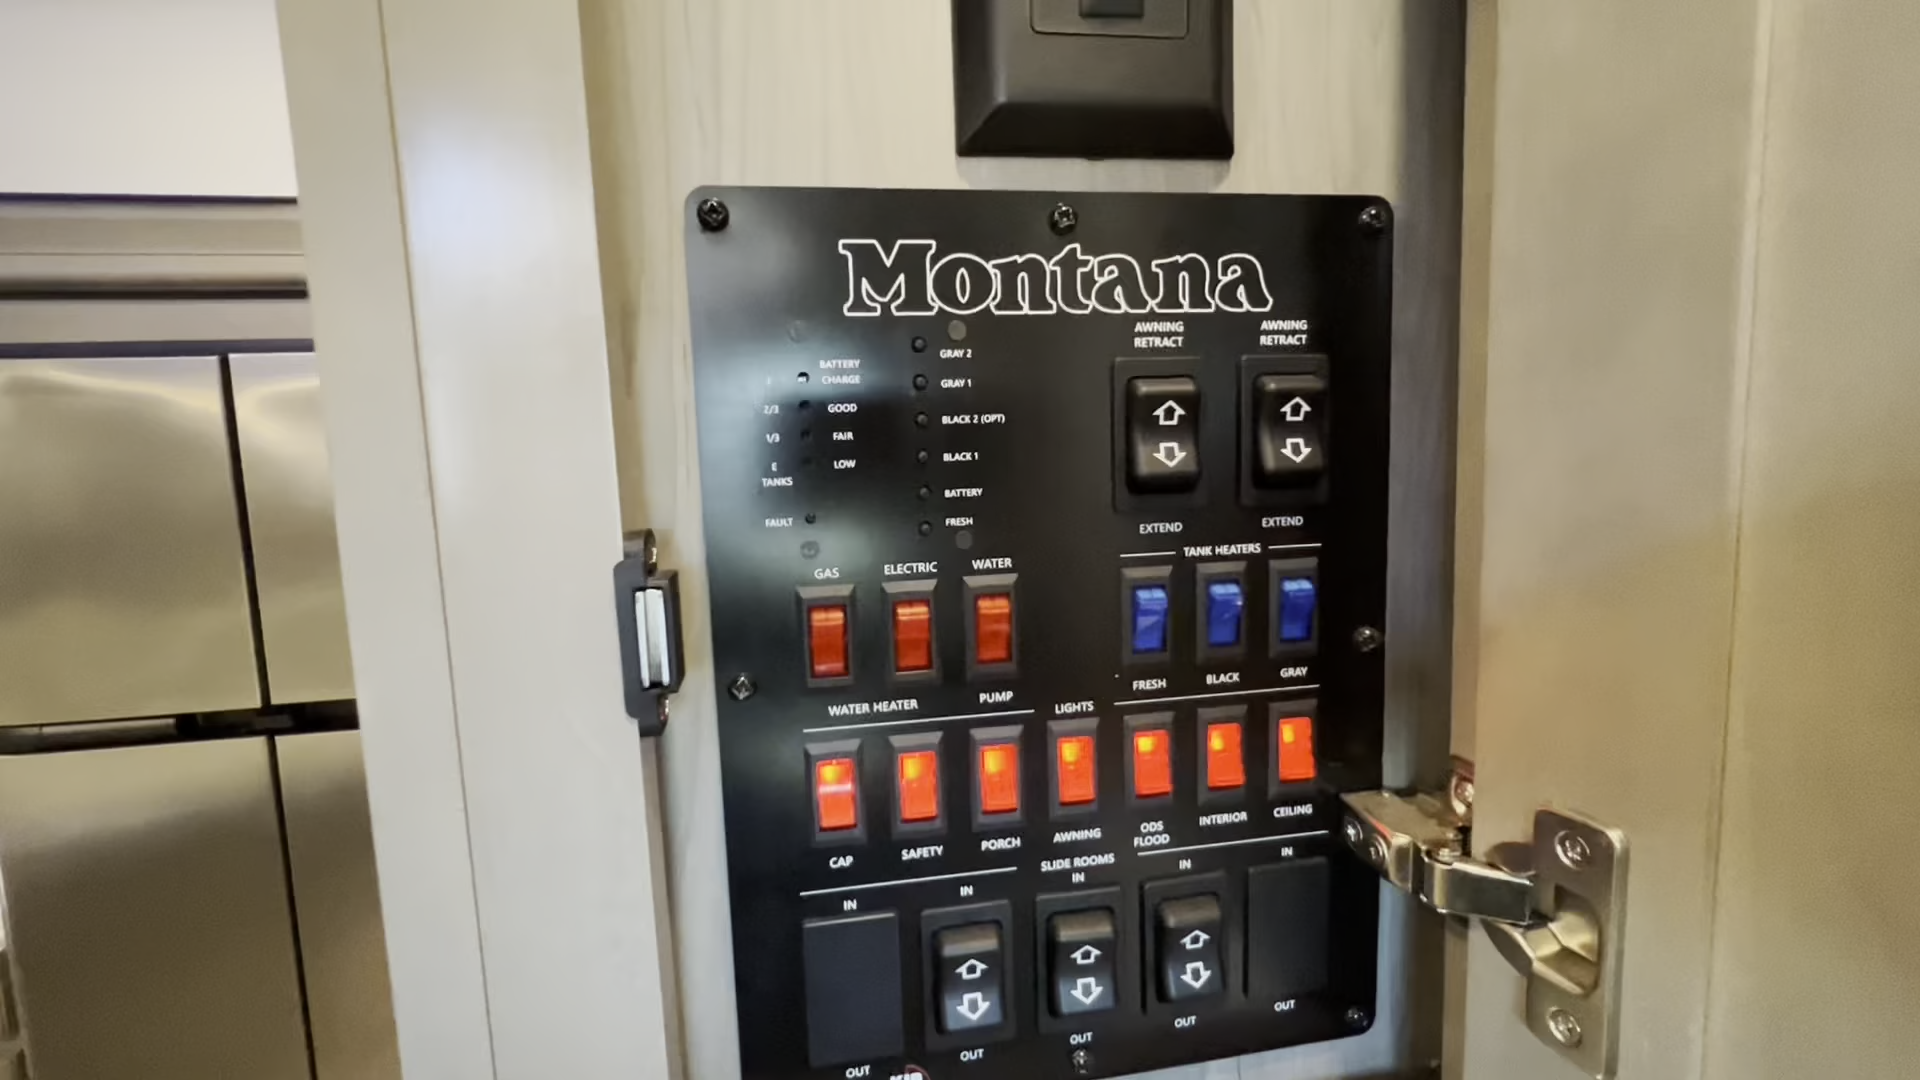 Montana
AWNING RETRACT
AWNING RETRACT
BATTERY
CHARGE
2/3 GOOD
1/3 FAIR
E LOW
TANKS
FAULT
GRAY 2
GRAY 1
BLACK 2 (OPT)
BLACK 1
BATTERY
FRESH
EXTEND
EXTEND
TANK HEATERS
GAS
ELECTRIC
WATER
FRESH
BLACK
GRAY
WATER HEATER
PUMP
LIGHTS
CAP
SAFETY
PORCH
AWNING
ODS FLOOD
INTERIOR
CEILING
SLIDE ROOMS
IN
IN
IN
IN
IN
OUT
OUT
OUT
OUT
OUT